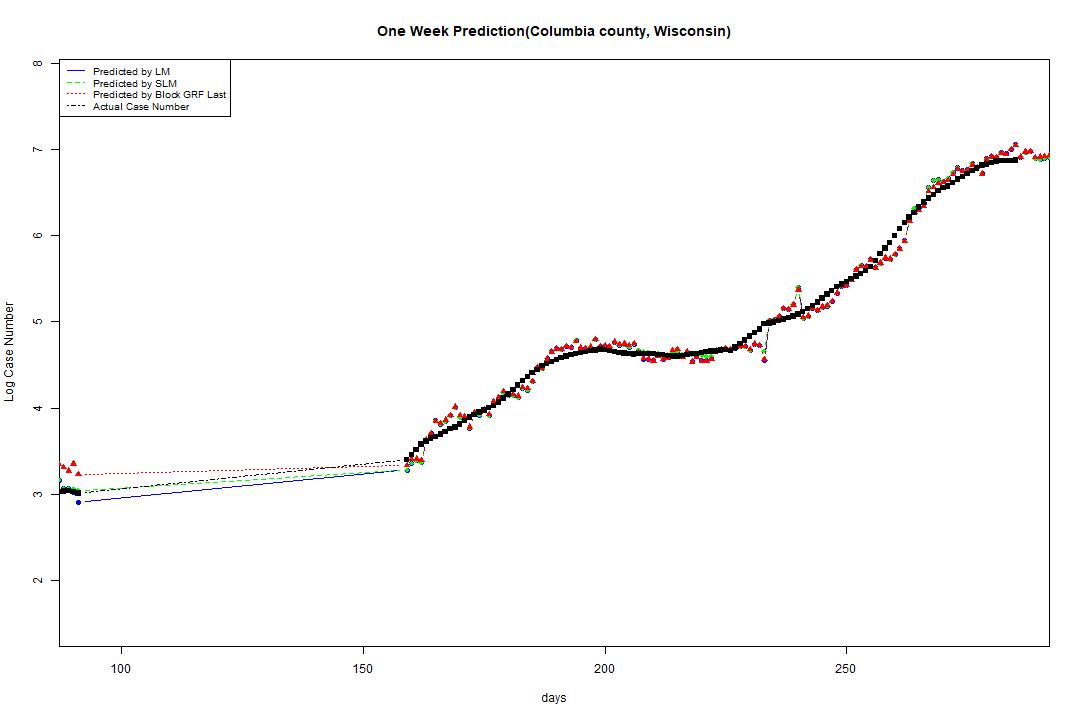 One Week Prediction(Columbia county, Wisconsin)
Predicted by LM
Predicted by SLM
Predicted by Block GRF Last
Actual Case Number
8
7
6
5
4
3
2
Log Case Number
100 150 200 250
days